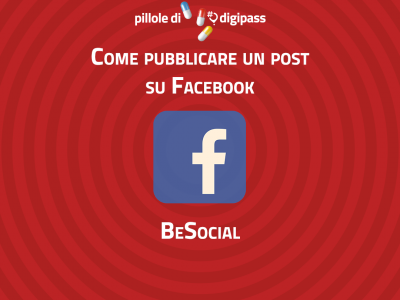 pillole di #digipass
Come pubblicare un post
su Facebook
f
BeSocial